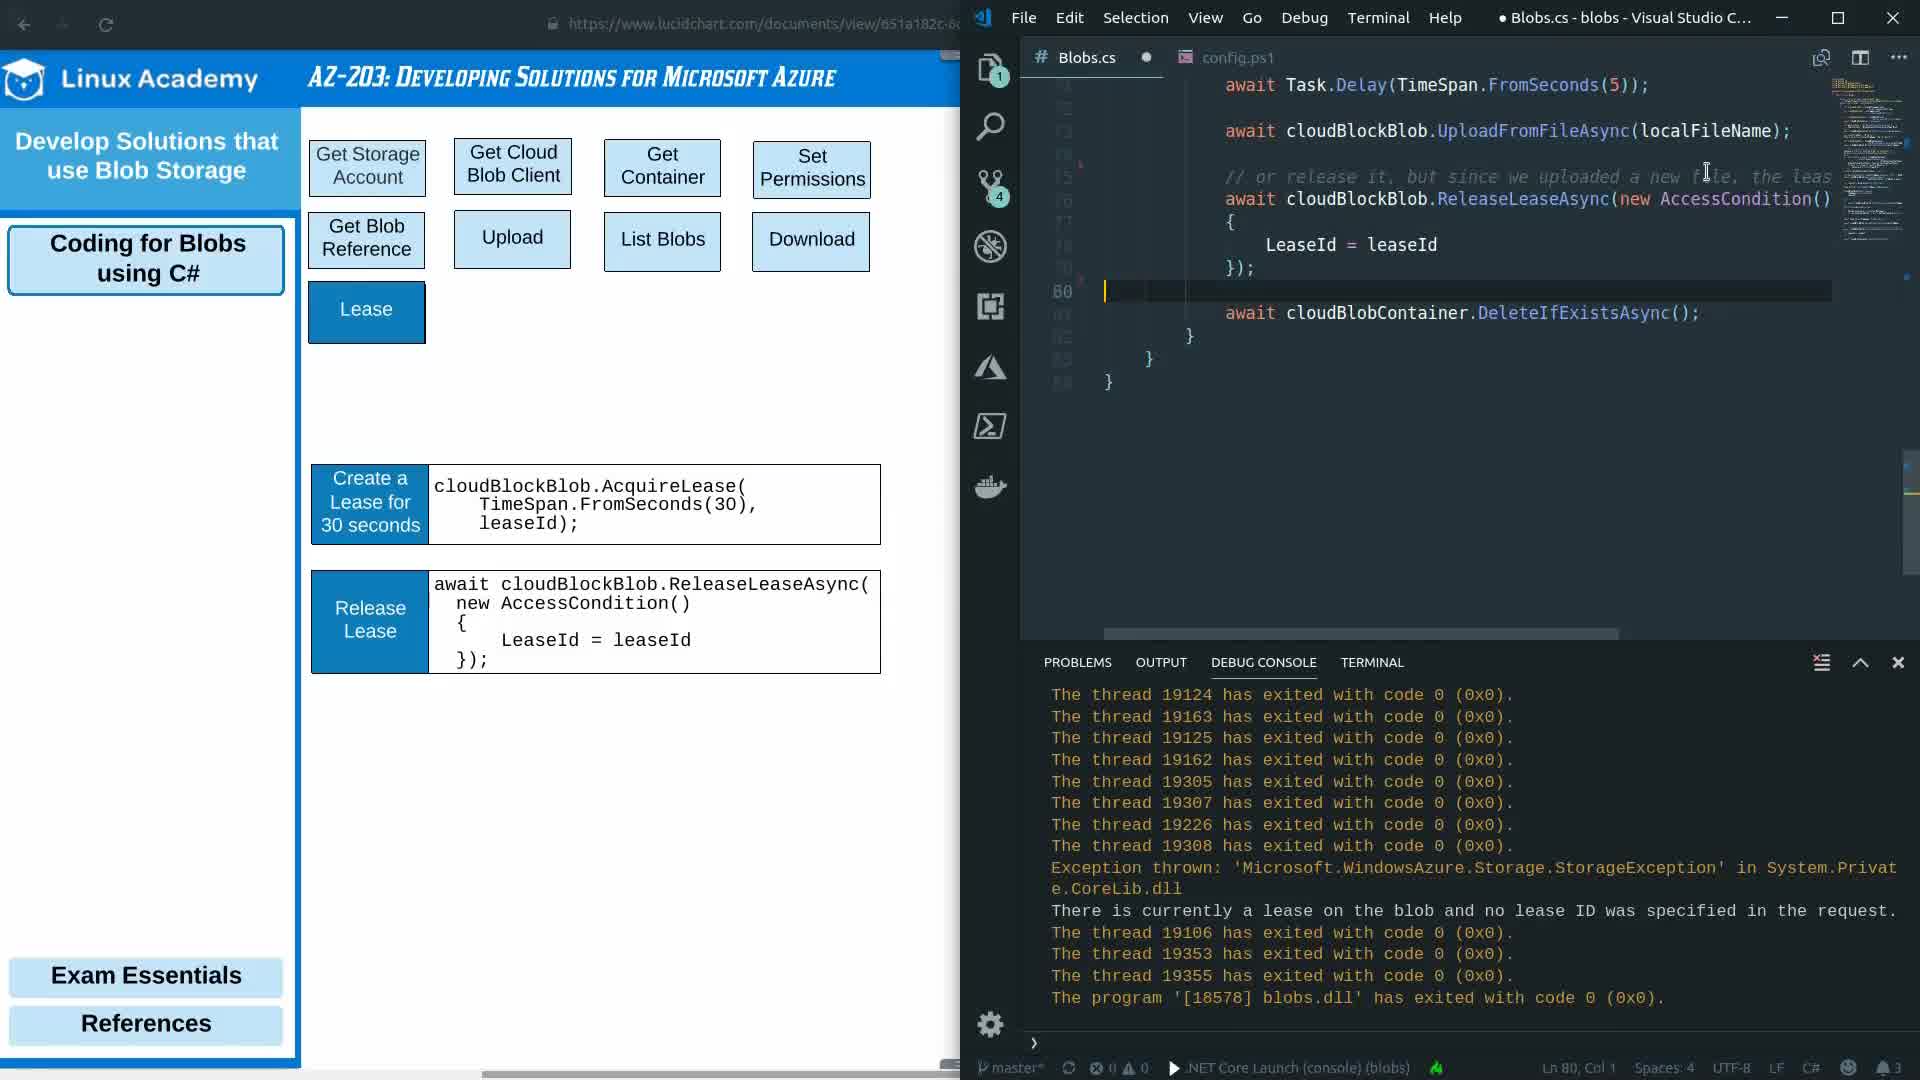 https://www.lucidchart.com/documents/view/651a182c-
Linux Academy
AZ-203: Developing Solutions for Microsoft Azure
Develop Solutions that
use Blob Storage
Coding for Blobs
using C#
Get Storage
Account
Get Cloud
Blob Client
Get
Container
Set
Permissions
Get Blob
Reference
Upload
List Blobs
Download
Lease
Create a
Lease for
30 seconds
cloudBlockBlob.AcquireLease(
TimeSpan.FromSeconds(30),
leaseId);
Release
Lease
await cloudBlockBlob.ReleaseLeaseAsync(
new AccessCondition()
{
LeaseId = leaseId
});
Exam Essentials
References
File Edit Selection View Go Debug Terminal Help ● Blobs.cs - blobs - Visual Studio C...
# Blobs.cs ● config.ps1
await Task.Delay(TimeSpan.FromSeconds(5));
await cloudBlockBlob.UploadFromFileAsync(localFileName);
// or release it, but since we uploaded a new file, the leas
await cloudBlockBlob.ReleaseLeaseAsync(new AccessCondition()
{
LeaseId = leaseId
});
80
await cloudBlobContainer.DeleteIfExistsAsync();
}
}
}
1
4
PROBLEMS OUTPUT DEBUG CONSOLE TERMINAL
The thread 19124 has exited with code 0 (0x0).
The thread 19163 has exited with code 0 (0x0).
The thread 19125 has exited with code 0 (0x0).
The thread 19162 has exited with code 0 (0x0).
The thread 19305 has exited with code 0 (0x0).
The thread 19307 has exited with code 0 (0x0).
The thread 19226 has exited with code 0 (0x0).
The thread 19308 has exited with code 0 (0x0).
Exception thrown: 'Microsoft.WindowsAzure.Storage.StorageException' in System.Privat
e.CoreLib.dll
There is currently a lease on the blob and no lease ID was specified in the request.
The thread 19106 has exited with code 0 (0x0).
The thread 19353 has exited with code 0 (0x0).
The thread 19355 has exited with code 0 (0x0).
The program '[18578] blobs.dll' has exited with code 0 (0x0).
master* 0 0 .NET Core Launch (console) (blobs) Ln 80, Col 1 Spaces: 4 UTF-8 LF C# 3